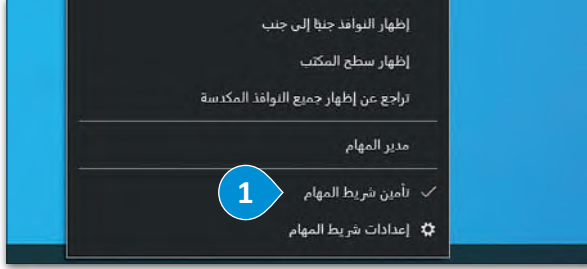 إظهار النوافذ جنبًا إلى جنب
إظهار سطح المكتب
تراجع عن إظهار جميع النوافذ المكدسة
مدير المهام
تأمين شريط المهام
1
إعدادات شريط المهام